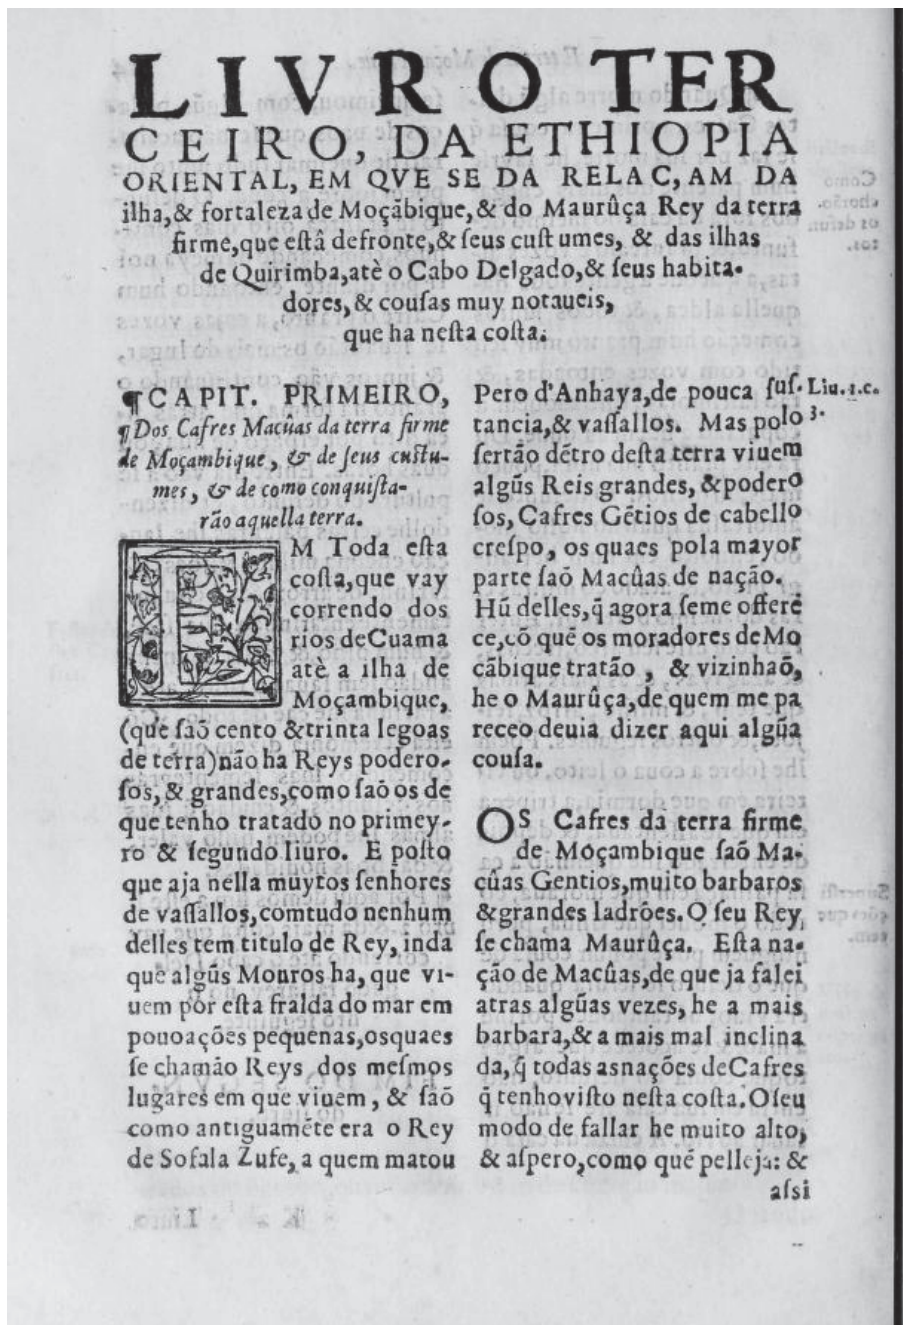 LIVRO TER
CEIRO, DA ETHIOPIA
ORIENTAL, EM QVE SE DA RELAC, AM DA
ilha,& fortaleza de Moçãbique,& do Maurûça Rey da terra
firme,que eſtâ defronte,& ſeus cuſtumes, & das ilhas
de Quirimba,atè o Cabo Delgado,& ſeus habita-
dores,& couſas muy notaueis,
que ha neſta coſta.
¶CAPIT. PRIMEIRO,
¶Dos Cafres Macûas da terra firme
de Moçambique, & de ſeus cuſtu-
mes, & de como conquiſta-
rão aquella terra.
EM Toda eſta
coſta,que vay
correndo dos
rios de Cuama
atè a ilha de
Moçambique,
(que ſaõ cento &trinta legoas
de terra)não ha Reys podero-
ſos,& grandes,como ſaõ os de
que tenho tratado no primey-
ro & ſegundo liuro. E poſto
que aja nella muytos ſenhores
de vaſſallos,comtudo nenhum
delles tem titulo de Rey, inda
que algũs Mouros ha, que vi-
uem por eſta fralda do mar em
pouoações pequenas,osquaes
ſe chamão Reys dos meſmos
lugares em que viuem, & ſaõ
como antiguamẽte era o Rey
de Sofala Zufe, a quem matou
Pero d'Anhaya,de pouca ſuſ-
tancia,& vaſſallos. Mas polo
ſertão dẽtro deſta terra viuem
algũs Reis grandes, &podero
ſos, Cafres Gẽtios de cabello
creſpo, os quaes pola mayor
parte ſaõ Macûas de nação.
Hũ delles,q̃ agora ſeme offere
ce,cõ quẽ os moradores deMo
çãbique tratão , & vizinhaõ,
he o Maurûça,de quem me pa
receo deuia dizer aqui algũa
couſa.
OS Cafres da terra firme
de Moçambique ſaõ Ma-
cûas Gentios,muito barbaros
&grandes ladrões. O ſeu Rey
ſe chama Maurûça. Eſta na-
ção de Macûas,de que ja falei
atras algũas vezes, he a mais
barbara,& a mais mal inclina
da,q̃ todas asnações deCafres
q̃ tenhoviſto neſta coſta. Oſeu
modo de fallar he muito alto,
& aſpero,como quẽ pelleja: &
aſsi
Liu. 1.c.
3.